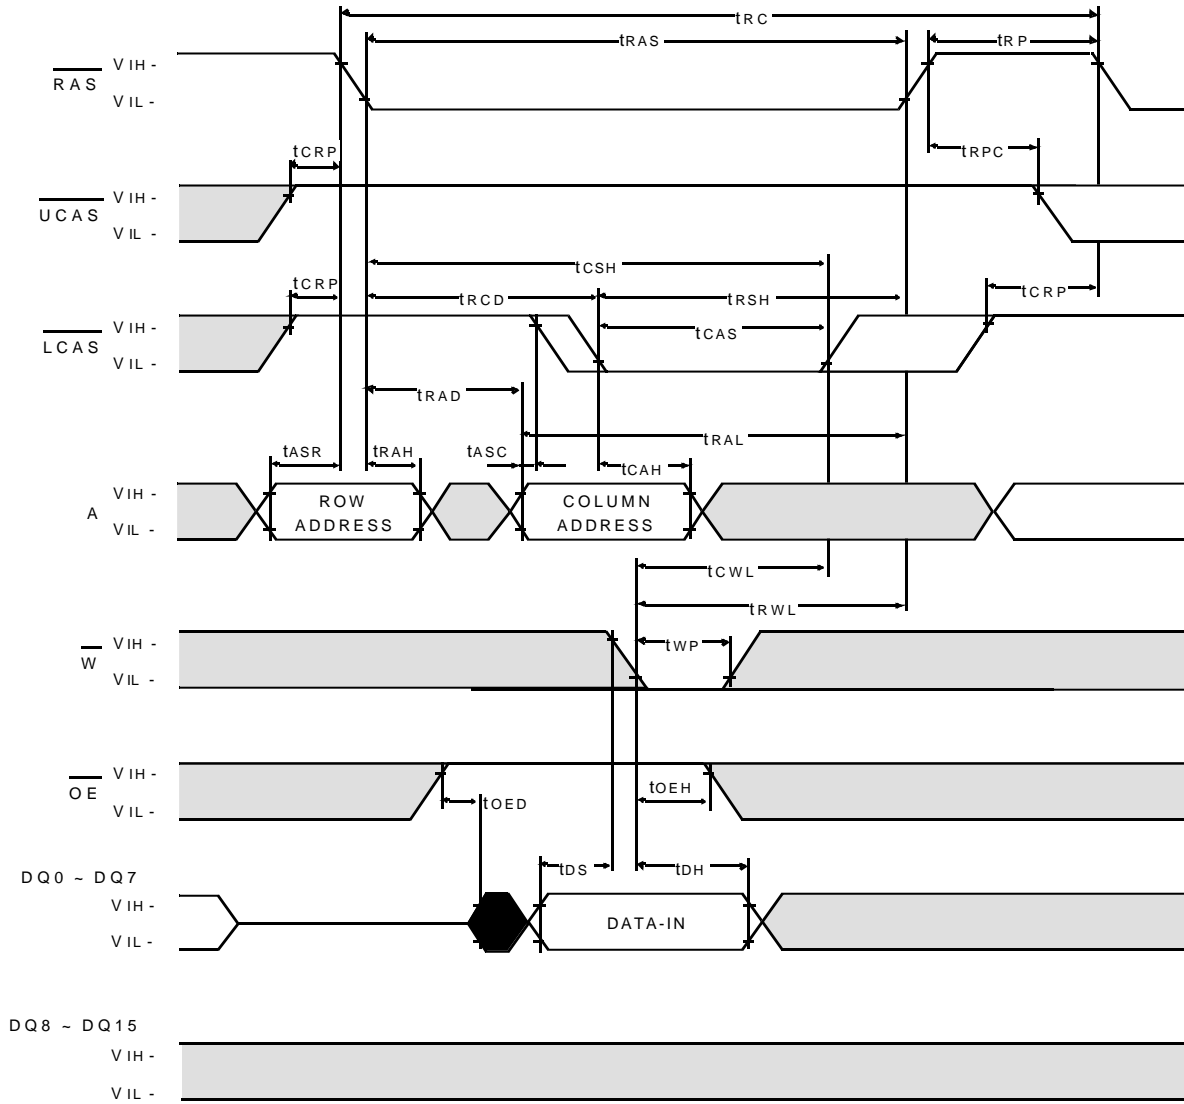 tRC
tRAS
tRP
RAS
VIH -
VIL -
tCRP
tRPC
UCAS
VIH -
VIL -
tCSH
tCRP
tRCD
tRSH
tCRP
LCAS
VIH -
VIL -
tCAS
tRAD
tRAL
tASR
tRAH
tASC
tCAH
A
VIH -
VIL -
ROW
ADDRESS
COLUMN
ADDRESS
tCWL
tRWL
W
VIH -
VIL -
tWP
OE
VIH -
VIL -
tOED
tOEH
tDS
tDH
DQ0 ~ DQ7
VIH -
VIL -
DATA-IN
DQ8 ~ DQ15
VIH -
VIL -